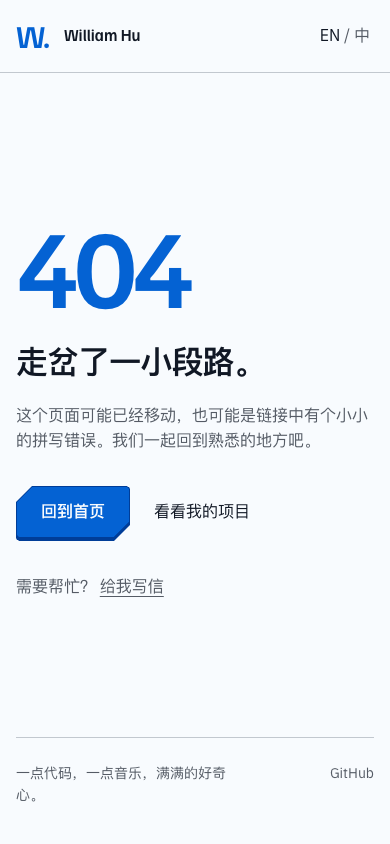 W. William Hu EN / 中
404
走岔了一小段路。
这个页面可能已经移动，也可能是链接中有个小小
的拼写错误。我们一起回到熟悉的地方吧。
回到首页 看看我的项目
需要帮忙？ 给我写信
一点代码，一点音乐，满满的好奇
心。
GitHub